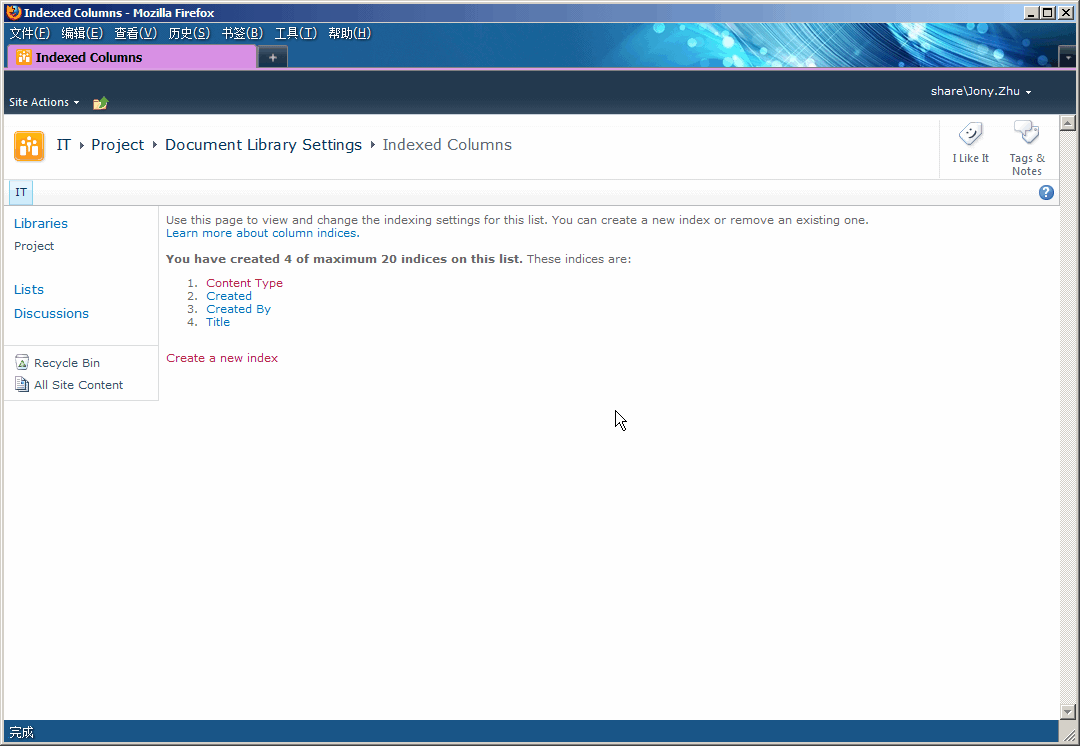 Indexed Columns - Mozilla Firefox
文件(F) 编辑(E) 查看(V) 历史(S) 书签(B) 工具(T) 帮助(H)
Indexed Columns +
share\Jony.Zhu
Site Actions
IT Project Document Library Settings Indexed Columns
I Like It
Tags &
Notes
IT
?
Libraries
Project
Lists
Discussions
Recycle Bin
All Site Content
Use this page to view and change the indexing settings for this list. You can create a new index or remove an existing one.
Learn more about column indices.
You have created 4 of maximum 20 indices on this list. These indices are:
1. Content Type
2. Created
3. Created By
4. Title
Create a new index
完成